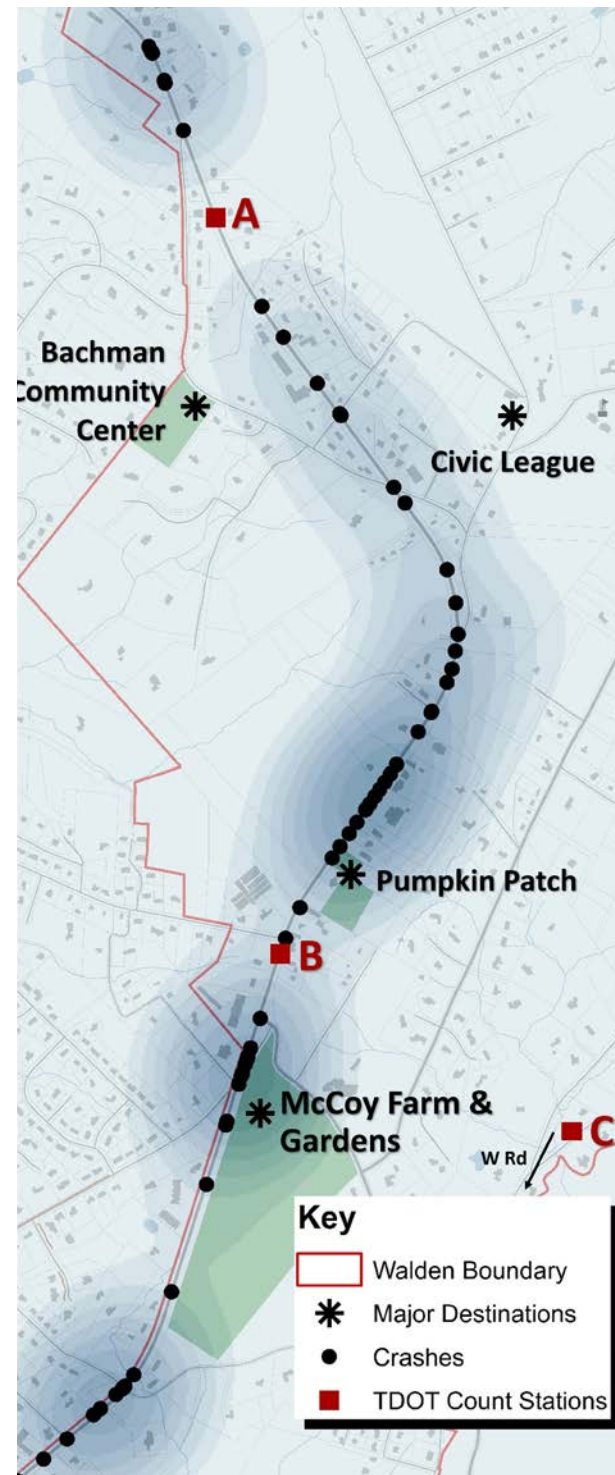 A
Bachman
Community
Center
Civic League
Pumpkin Patch
B
McCoy Farm &
Gardens
C
W Rd
Key
Walden Boundary
Major Destinations
Crashes
TDOT Count Stations